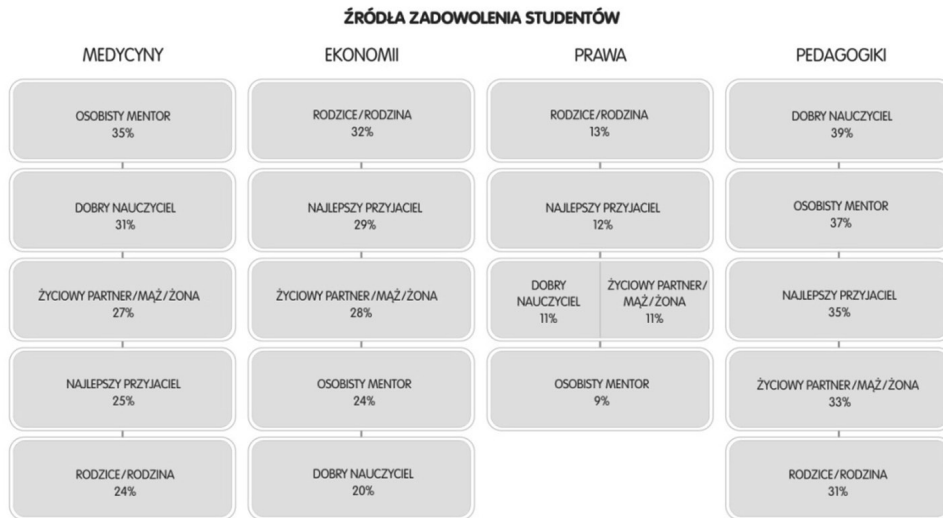 ŹRÓDŁA ZADOWOLENIA STUDENTÓW
MEDYCYNY
OSOBISTY MENTOR
35%
DOBRY NAUCZYCIEL
31%
ŻYCIOWY PARTNER/MĄŻ/ŻONA
27%
NAJLEPSZY PRZYJACIEL
25%
RODZICE/RODZINA
24%
EKONOMII
RODZICE/RODZINA
32%
NAJLEPSZY PRZYJACIEL
29%
ŻYCIOWY PARTNER/MĄŻ/ŻONA
28%
OSOBISTY MENTOR
24%
DOBRY NAUCZYCIEL
20%
PRAWA
RODZICE/RODZINA
13%
NAJLEPSZY PRZYJACIEL
12%
DOBRY
NAUCZYCIEL
11%
ŻYCIOWY PARTNER/
MĄŻ/ŻONA
11%
OSOBISTY MENTOR
9%
PEDAGOGIKI
DOBRY NAUCZYCIEL
39%
OSOBISTY MENTOR
37%
NAJLEPSZY PRZYJACIEL
35%
ŻYCIOWY PARTNER/MĄŻ/ŻONA
33%
RODZICE/RODZINA
31%